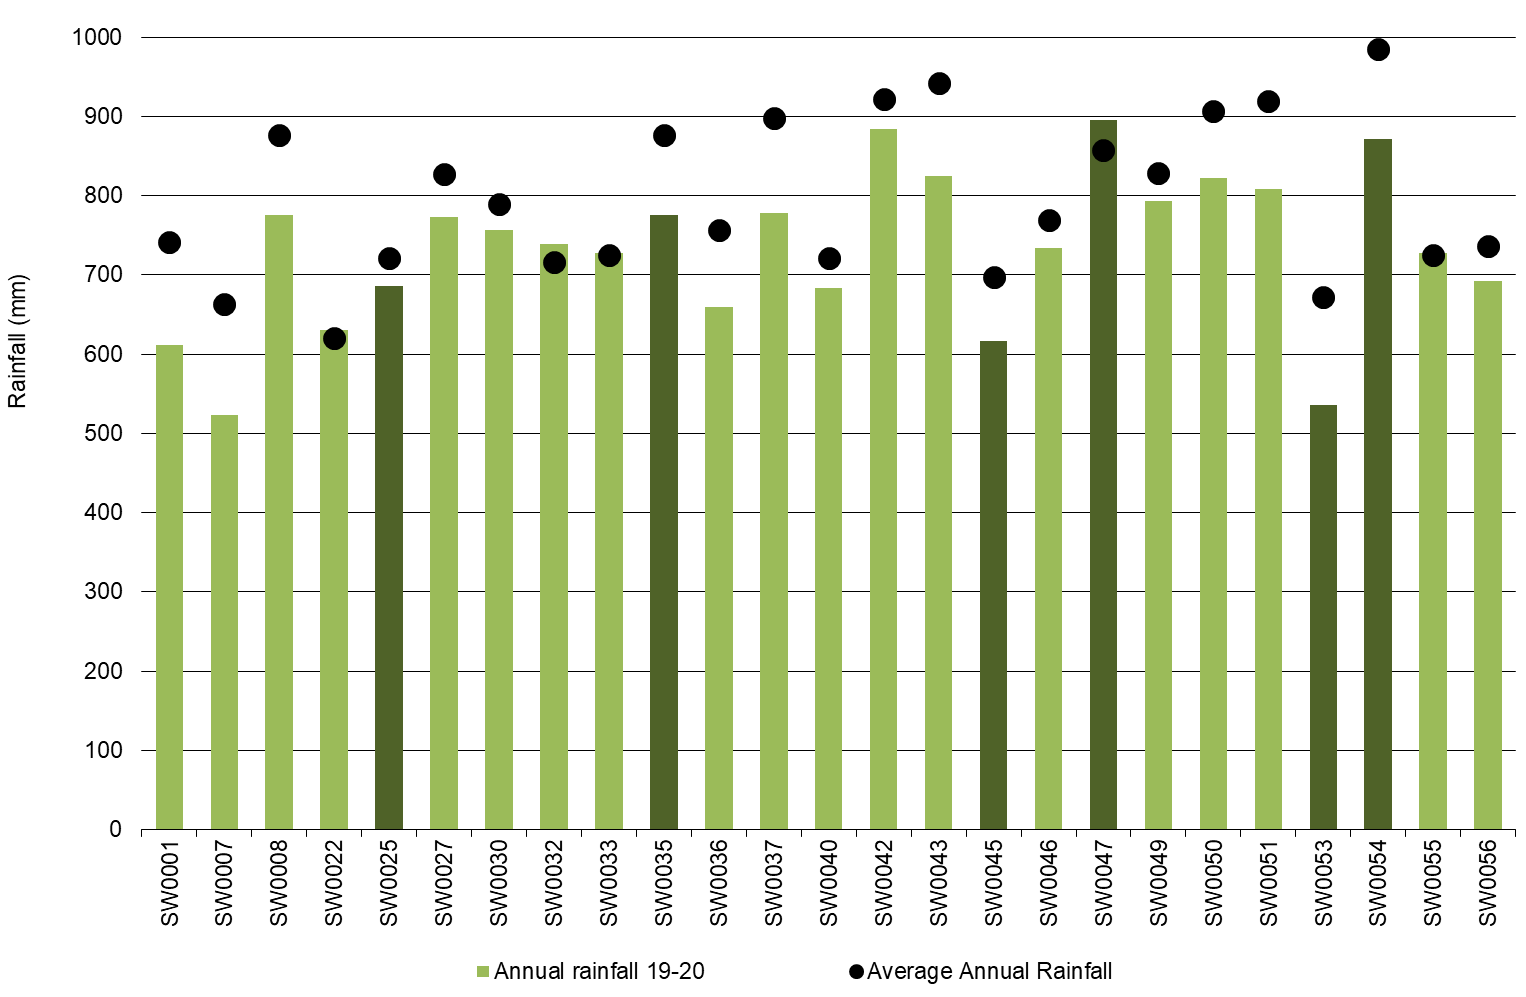 1000
900
800
700
600
500
400
300
200
100
0
Rainfall (mm)
SW0001
SW0007
SW0008
SW0022
SW0025
SW0027
SW0030
SW0032
SW0033
SW0035
SW0036
SW0037
SW0040
SW0042
SW0043
SW0045
SW0046
SW0047
SW0049
SW0050
SW0051
SW0053
SW0054
SW0055
SW0056
Annual rainfall 19-20
Average Annual Rainfall